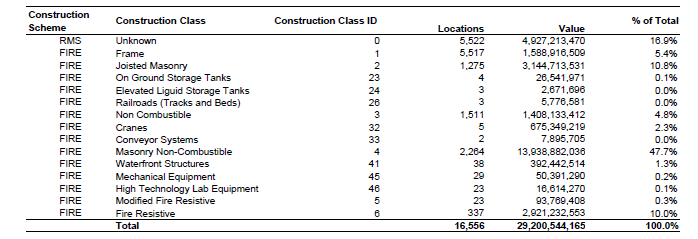 Construction Scheme Construction Class Construction Class ID Locations Value % of Total
RMS Unknown 0 5,522 4,927,213,470 16.9%
FIRE Frame 1 5,517 1,588,916,509 5.4%
FIRE Joisted Masonry 2 1,275 3,144,713,531 10.8%
FIRE On Ground Storage Tanks 23 4 26,541,971 0.1%
FIRE Elevated Liguid Storage Tanks 24 3 2,671,696 0.0%
FIRE Railroads (Tracks and Beds) 26 3 5,776,581 0.0%
FIRE Non Combustible 3 1,511 1,408,133,412 4.8%
FIRE Cranes 32 5 675,349,219 2.3%
FIRE Conveyor Systems 33 2 7,895,705 0.0%
FIRE Masonry Non-Combustible 4 2,264 13,938,882,036 47.7%
FIRE Waterfront Structures 41 38 392,442,514 1.3%
FIRE Mechanical Equipment 45 29 50,391,290 0.2%
FIRE High Technology Lab Equipment 46 23 16,614,270 0.1%
FIRE Modified Fire Resistive 5 23 93,769,408 0.3%
FIRE Fire Resistive 6 337 2,921,232,553 10.0%
Total 16,556 29,200,544,165 100.0%